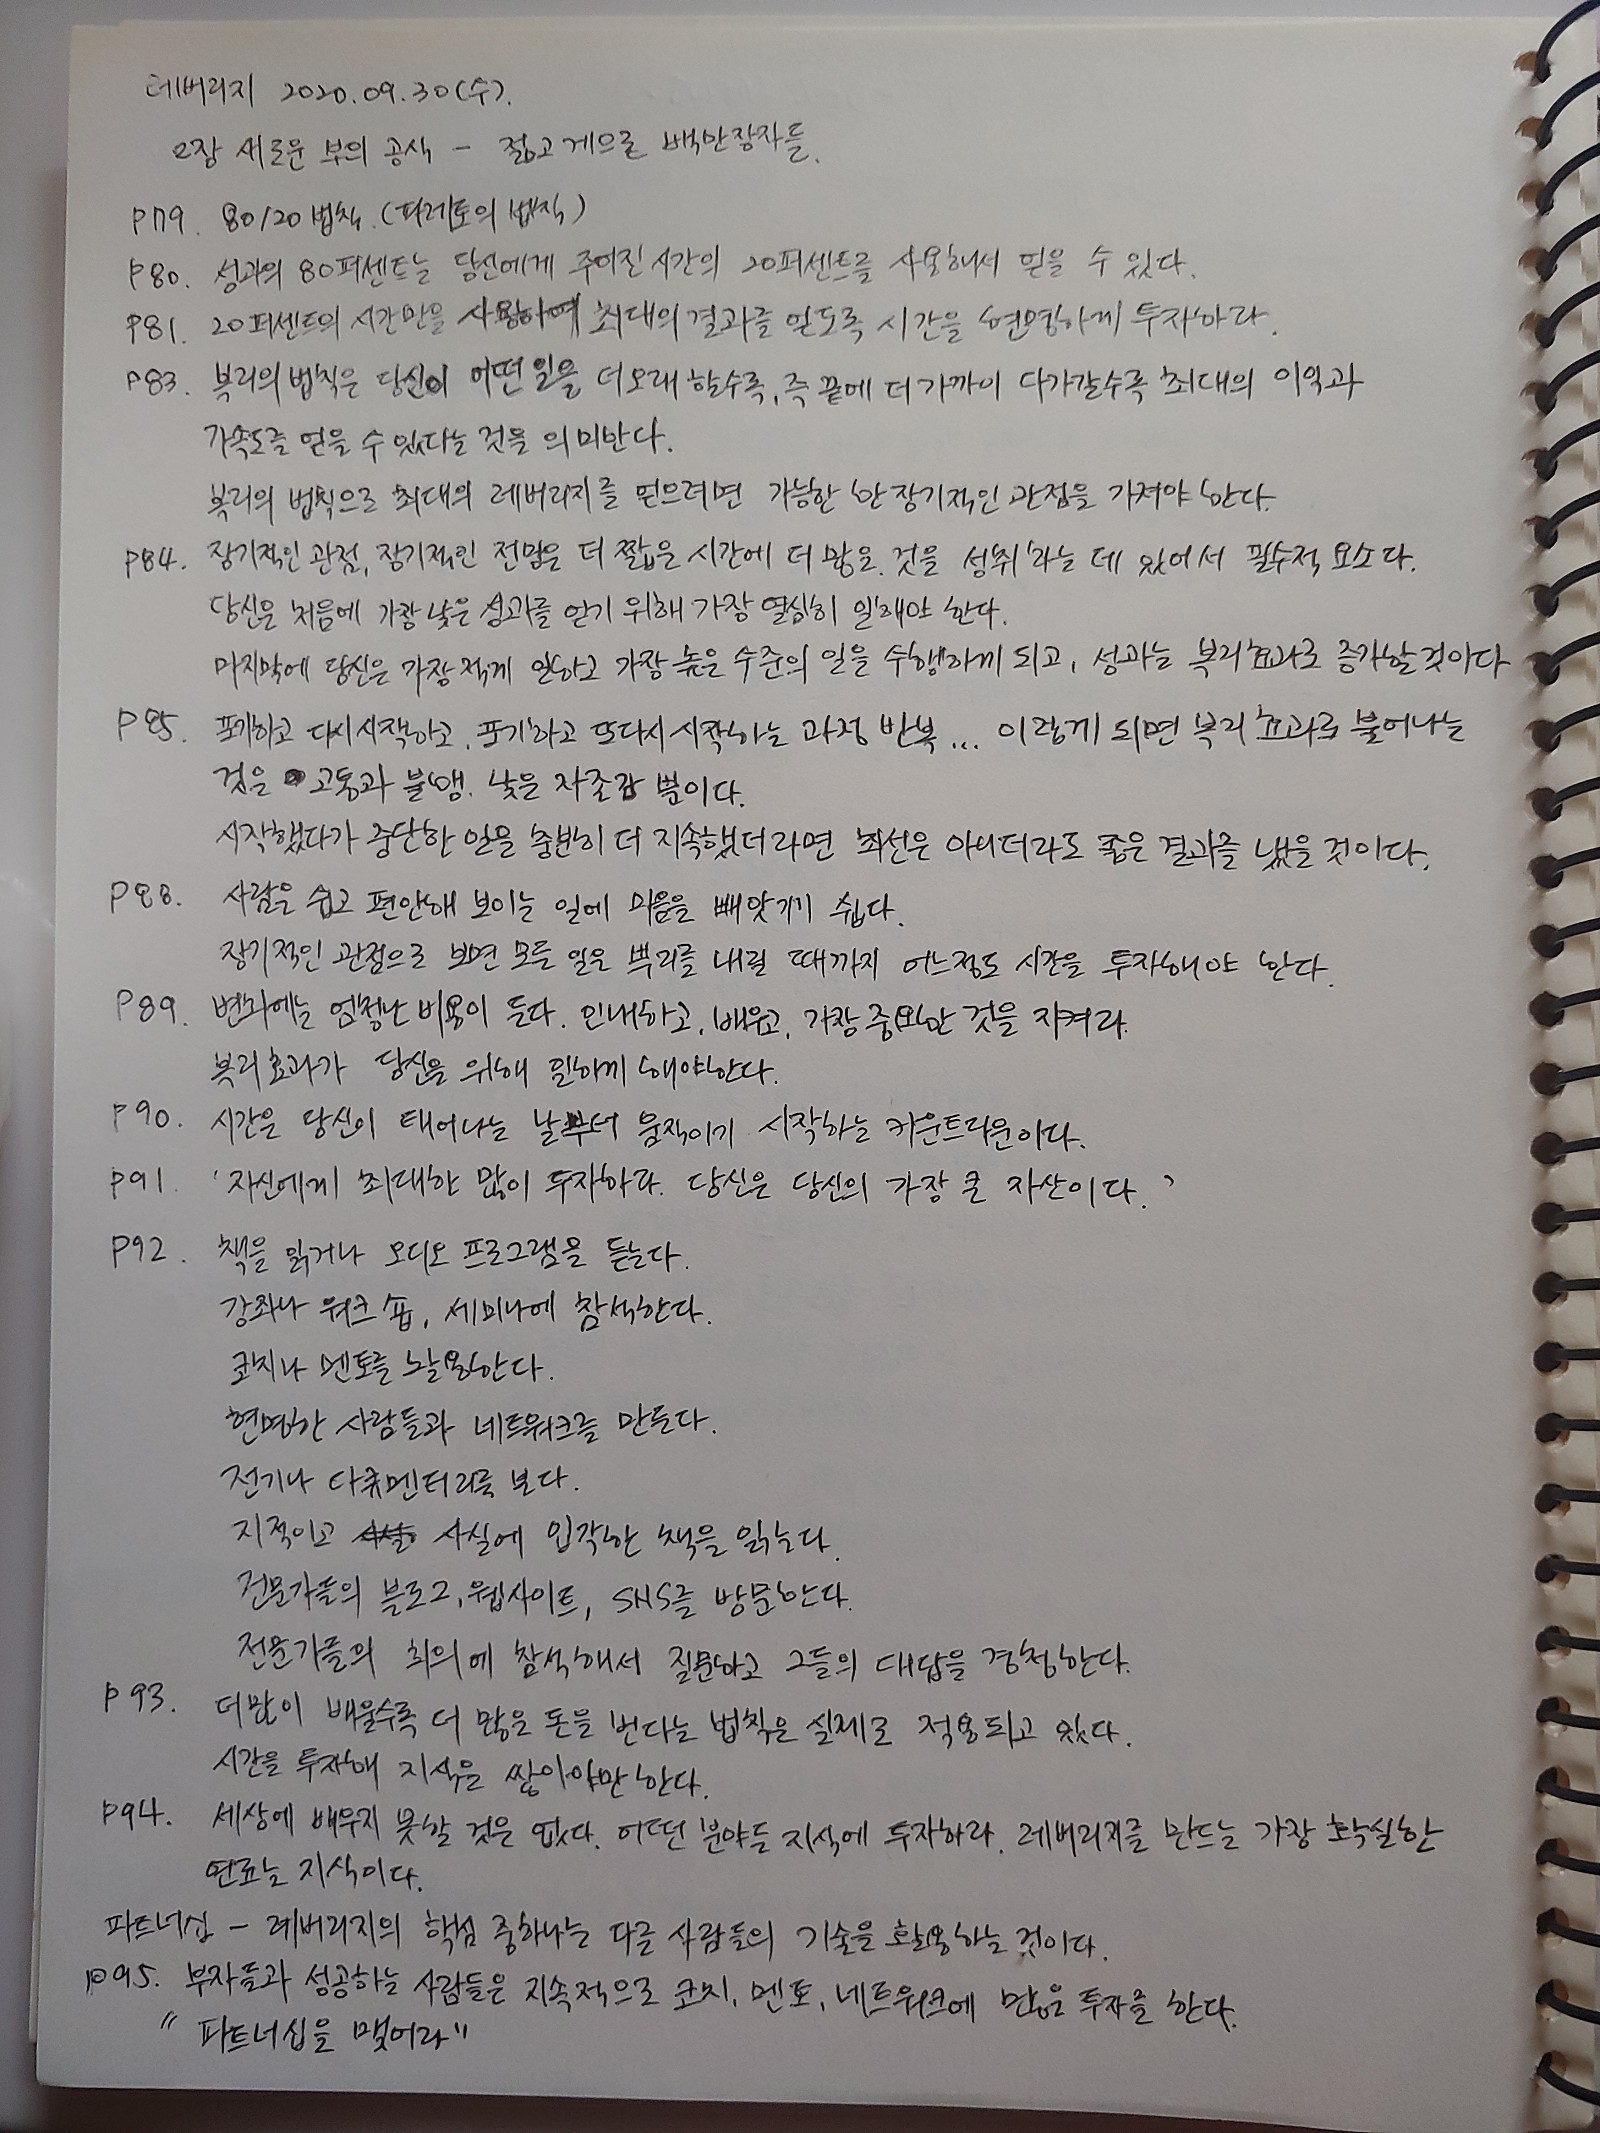 레버리지 2020.09.30(수).
2장 새로운 부의 공식 - 젊고 게으른 백만장자들.
P79. 80/20 법칙. (파레토의 법칙)
P80. 성과의 80퍼센트는 당신에게 주어진 시간의 20퍼센트를 사용해서 얻을 수 있다.
P81. 20퍼센트의 시간만을 사용하여 최대의 결과를 얻도록 시간을 현명하게 투자하라.
P83. 복리의 법칙은 당신이 어떤 일을 더 오래 할수록, 즉 끝에 더 가까이 다가갈수록 최대의 이익과
가속도를 얻을 수 있다는 것을 의미한다.
복리의 법칙으로 최대의 레버리지를 얻으려면 가능한 한 장기적인 관점을 가져야 한다.
P84. 장기적인 관점, 장기적인 전망은 더 짧은 시간에 더 많은 것을 성취하는 데 있어서 필수적 요소다.
당신은 처음에 가장 낮은 성과를 얻기 위해 가장 열심히 일해야 한다.
마지막에 당신은 가장 적게 일하고 가장 높은 수준의 일을 수행하게 되고, 성과는 복리효과로 증가할 것이다
P85. 포기하고 다시 시작하고, 포기하고 또다시 시작하는 과정 반복... 이렇게 되면 복리 효과로 불어나는
것은 고통과 불행. 낮은 자존감 뿐이다.
시작했다가 중단한 일을 충분히 더 지속했더라면 최선은 아니더라도 좋은 결과를 냈을 것이다.
P88. 사람은 쉽고 편안해 보이는 일에 마음을 빼앗기기 쉽다.
장기적인 관점으로 보면 모든 일은 뿌리를 내릴 때까지 어느정도 시간을 투자해야 한다.
P89. 변화에는 엄청난 비용이 든다. 인내하고, 배우고, 가장 중요한 것을 지켜라.
복리효과가 당신을 위해 일하게 해야한다.
P90. 시간은 당신이 태어나는 날부터 움직이기 시작하는 카운트다운이다.
P91. '자신에게 최대한 많이 투자하라. 당신은 당신의 가장 큰 자산이다.'
P92. 책을 읽거나 오디오 프로그램을 듣는다.
강좌나 워크숍, 세미나에 참석한다.
코치나 멘토를 활용한다.
현명한 사람들과 네트워크를 만든다.
전기나 다큐멘터리를 본다.
지적이고 사실에 입각한 책을 읽는다.
전문가들의 블로그, 웹사이트, SNS를 방문한다.
전문가들의 회의에 참석해서 질문하고 그들의 대답을 경청한다.
P93. 더 많이 배울수록 더 많은 돈을 번다는 법칙은 실제로 적용되고 있다.
시간을 투자해 지식을 쌓아야만 한다.
P94. 세상에 배우지 못할 것은 없다. 어떤 분야든 지식에 투자하라. 레버리지를 만드는 가장 확실한
연료는 지식이다.
파트너십 - 레버리지의 핵심 중하나는 다른 사람들의 기술을 활용하는 것이다.
P95. 부자들과 성공하는 사람들은 지속적으로 코치, 멘토, 네트워크에 많은 투자를 한다.
"파트너십을 맺어라"